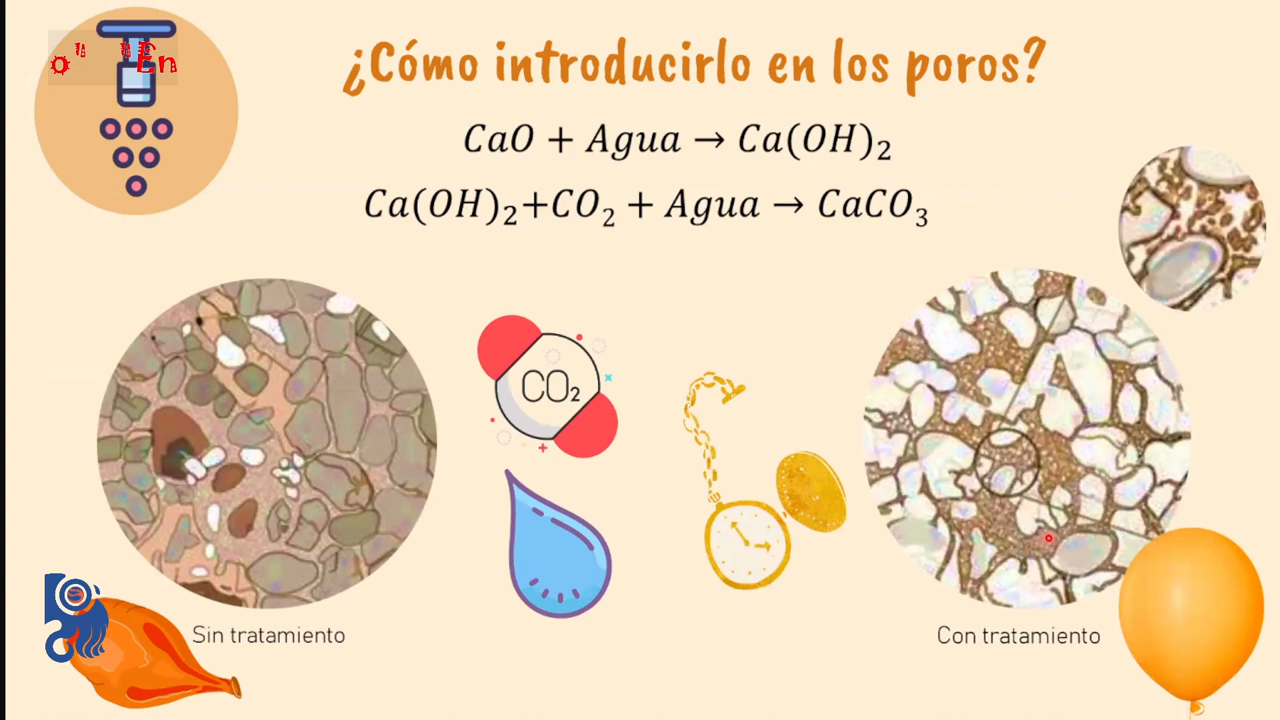 ¿Cómo introducirlo en los poros?
CaO + Agua → Ca(OH)₂
Ca(OH)₂+CO₂ + Agua → CaCO₃
CO₂
Sin tratamiento
Con tratamiento